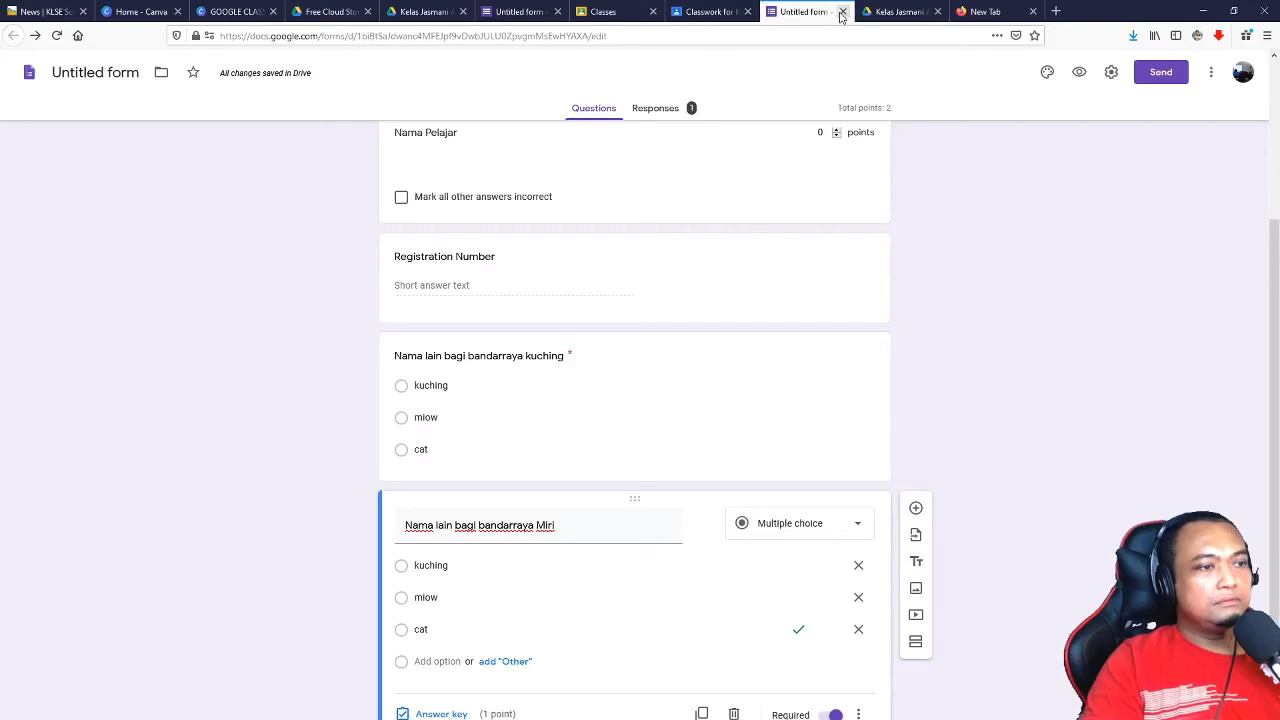 News | KLSE Sc
Home - Canva
GOOGLE CLASS
Free Cloud Stor
Kelas Jasmani A
Untitled form -
Classes
Classwork for K
Untitled form -
Kelas Jasmani A
New Tab
Untitled form
All changes saved in Drive
Send
Questions
Responses 1
Total points: 2
Nama Pelajar
0 points
Mark all other answers incorrect
Registration Number
Short answer text
Nama lain bagi bandarraya kuching *
kuching
miow
cat
Nama lain bagi bandarraya Miri
Multiple choice
kuching
miow
cat
Add option or add "Other"
Tт
Answer key (1 point)
Required